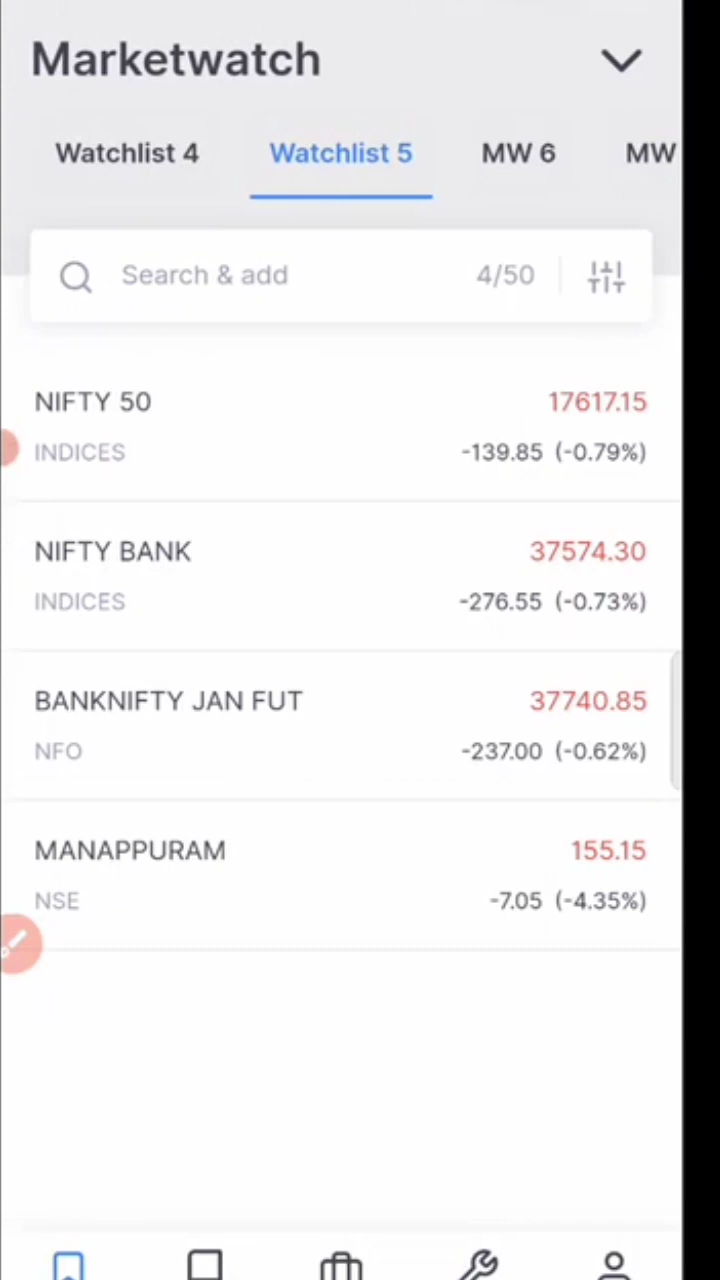 Marketwatch
Watchlist 4 Watchlist 5 MW 6 MW
Search & add 4/50
NIFTY 50 17617.15
INDICES -139.85 (-0.79%)
NIFTY BANK 37574.30
INDICES -276.55 (-0.73%)
BANKNIFTY JAN FUT 37740.85
NFO -237.00 (-0.62%)
MANAPPURAM 155.15
NSE -7.05 (-4.35%)